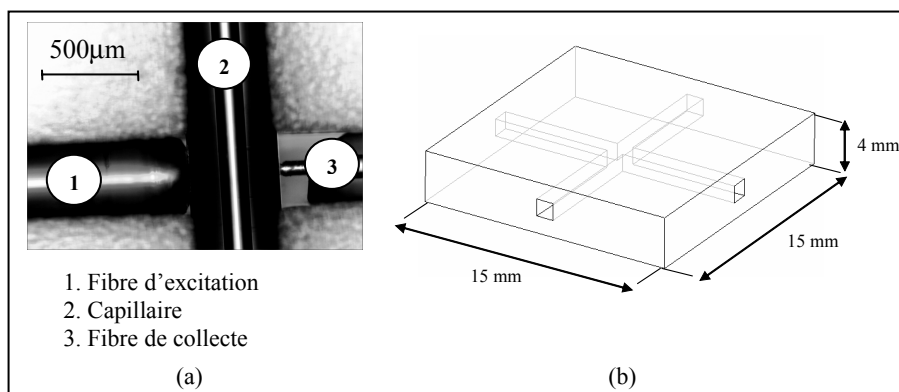 500µm
2
1
3
1. Fibre d'excitation
2. Capillaire
3. Fibre de collecte
(a)
4 mm
15 mm
15 mm
(b)